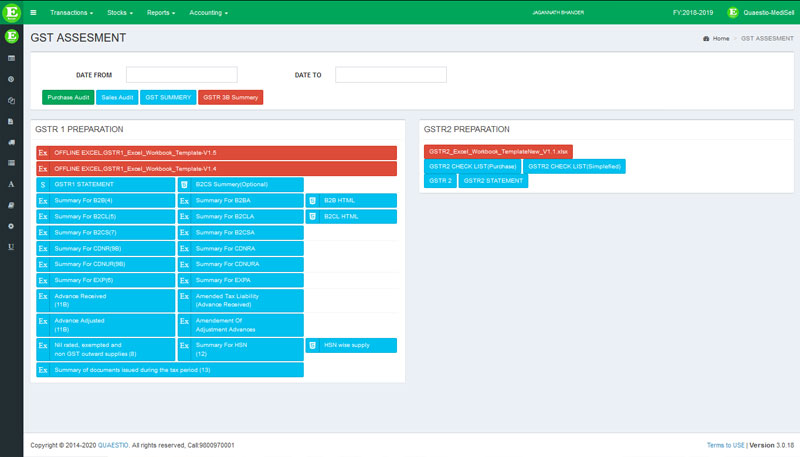 E
Transactions
Stocks
Reports
Accounting
JAGANNATH BHANDER
FY:2018-2019
E
Quaestio-MediSell
E
GST ASSESMENT
Home > GST ASSESMENT
DATE FROM
DATE TO
Purchase Audit
Sales Audit
GST SUMMERY
GSTR 3B Summery
GSTR 1 PREPARATION
Ex OFFLINE EXCEL,GSTR1_Excel_Workbook_Template-V1.5
Ex OFFLINE EXCEL,GSTR1_Excel_Workbook_Template-V1.4
S GSTR1 STATEMENT
B2CS Summery(Optional)
Ex Summary For B2B(4)
Ex Summary For B2BA
B2B HTML
Ex Summary For B2CL(5)
Ex Summary For B2CLA
B2CL HTML
Ex Summary For B2CS(7)
Ex Summary For B2CSA
Ex Summary For CDNR(9B)
Ex Summary For CDNRA
Ex Summary For CDNUR(9B)
Ex Summary For CDNURA
Ex Summary For EXP(6)
Ex Summary For EXPA
Ex Advance Received
(11B)
Ex Amended Tax Liability
(Advance Received)
Ex Advance Adjusted
(11B)
Ex Amendement Of
Adjustment Advances
Ex Nil rated, exempted and
non GST outward supplies (8)
Ex Summary For HSN
(12)
HSN wise supply
Ex Summary of documents issued during the tax period (13)
GSTR2 PREPARATION
GSTR2_Excel_Workbook_TemplateNew_V1.1.xlsx
GSTR2 CHECK LIST(Purchase)
GSTR2 CHECK LIST(Simplefied)
GSTR 2
GSTR2 STATEMENT
A
U
Copyright © 2014-2020 QUAESTIO. All rights reserved, Call:9800970001
Terms to USE | Version 3.0.18